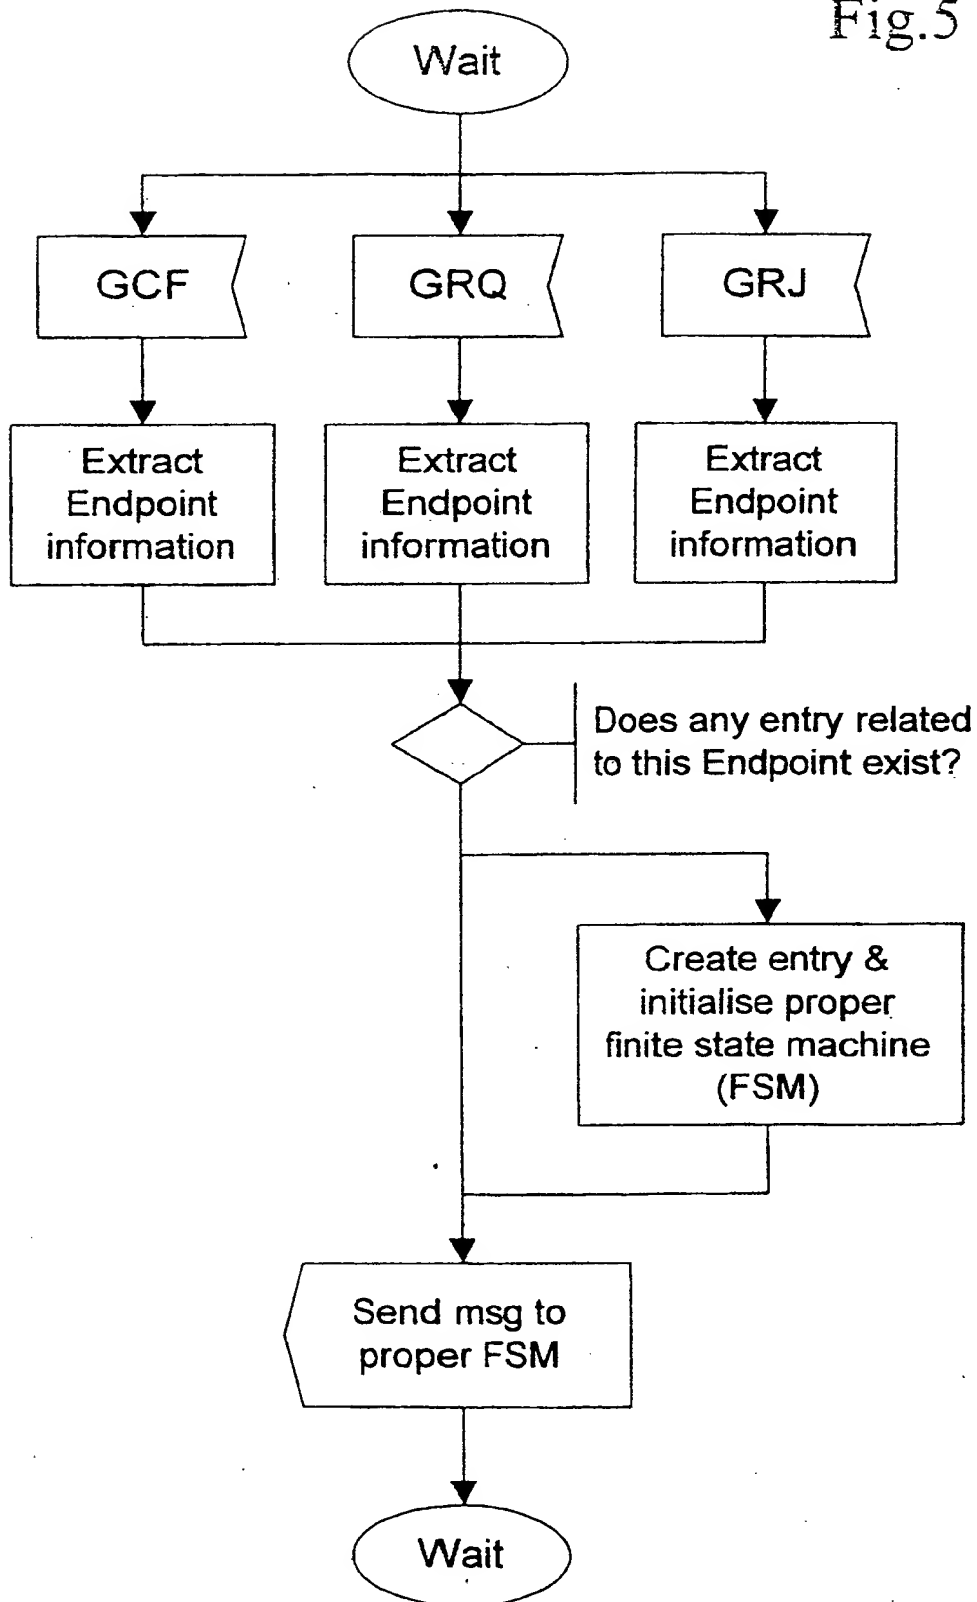 Fig.5
Wait
GCF
GRQ
GRJ
Extract
Endpoint
information
Extract
Endpoint
information
Extract
Endpoint
information
Does any entry related
to this Endpoint exist?
Create entry &
initialise proper
finite state machine
(FSM)
Send msg to
proper FSM
Wait